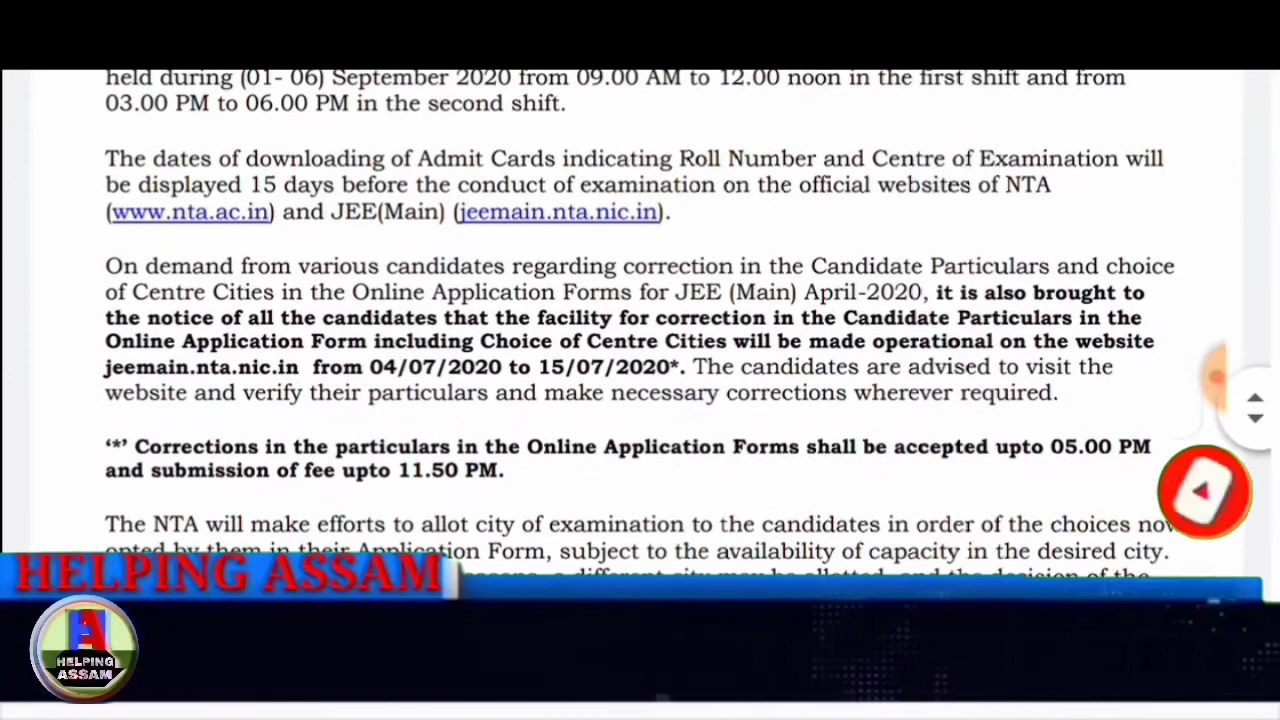 held during (01- 06) September 2020 from 09.00 AM to 12.00 noon in the first shift and from
03.00 PM to 06.00 PM in the second shift.
The dates of downloading of Admit Cards indicating Roll Number and Centre of Examination will
be displayed 15 days before the conduct of examination on the official websites of NTA
(www.nta.ac.in) and JEE(Main) (jeemain.nta.nic.in).
On demand from various candidates regarding correction in the Candidate Particulars and choice
of Centre Cities in the Online Application Forms for JEE (Main) April-2020, it is also brought to
the notice of all the candidates that the facility for correction in the Candidate Particulars in the
Online Application Form including Choice of Centre Cities will be made operational on the website
jeemain.nta.nic.in from 04/07/2020 to 15/07/2020*. The candidates are advised to visit the
website and verify their particulars and make necessary corrections wherever required.
‘*’ Corrections in the particulars in the Online Application Forms shall be accepted upto 05.00 PM
and submission of fee upto 11.50 PM.
The NTA will make efforts to allot city of examination to the candidates in order of the choices now
opted by them in their Application Form, subject to the availability of capacity in the desired city.
a different city may be allotted, and the decision of the
HELPING ASSAM
HELPING
ASSAM